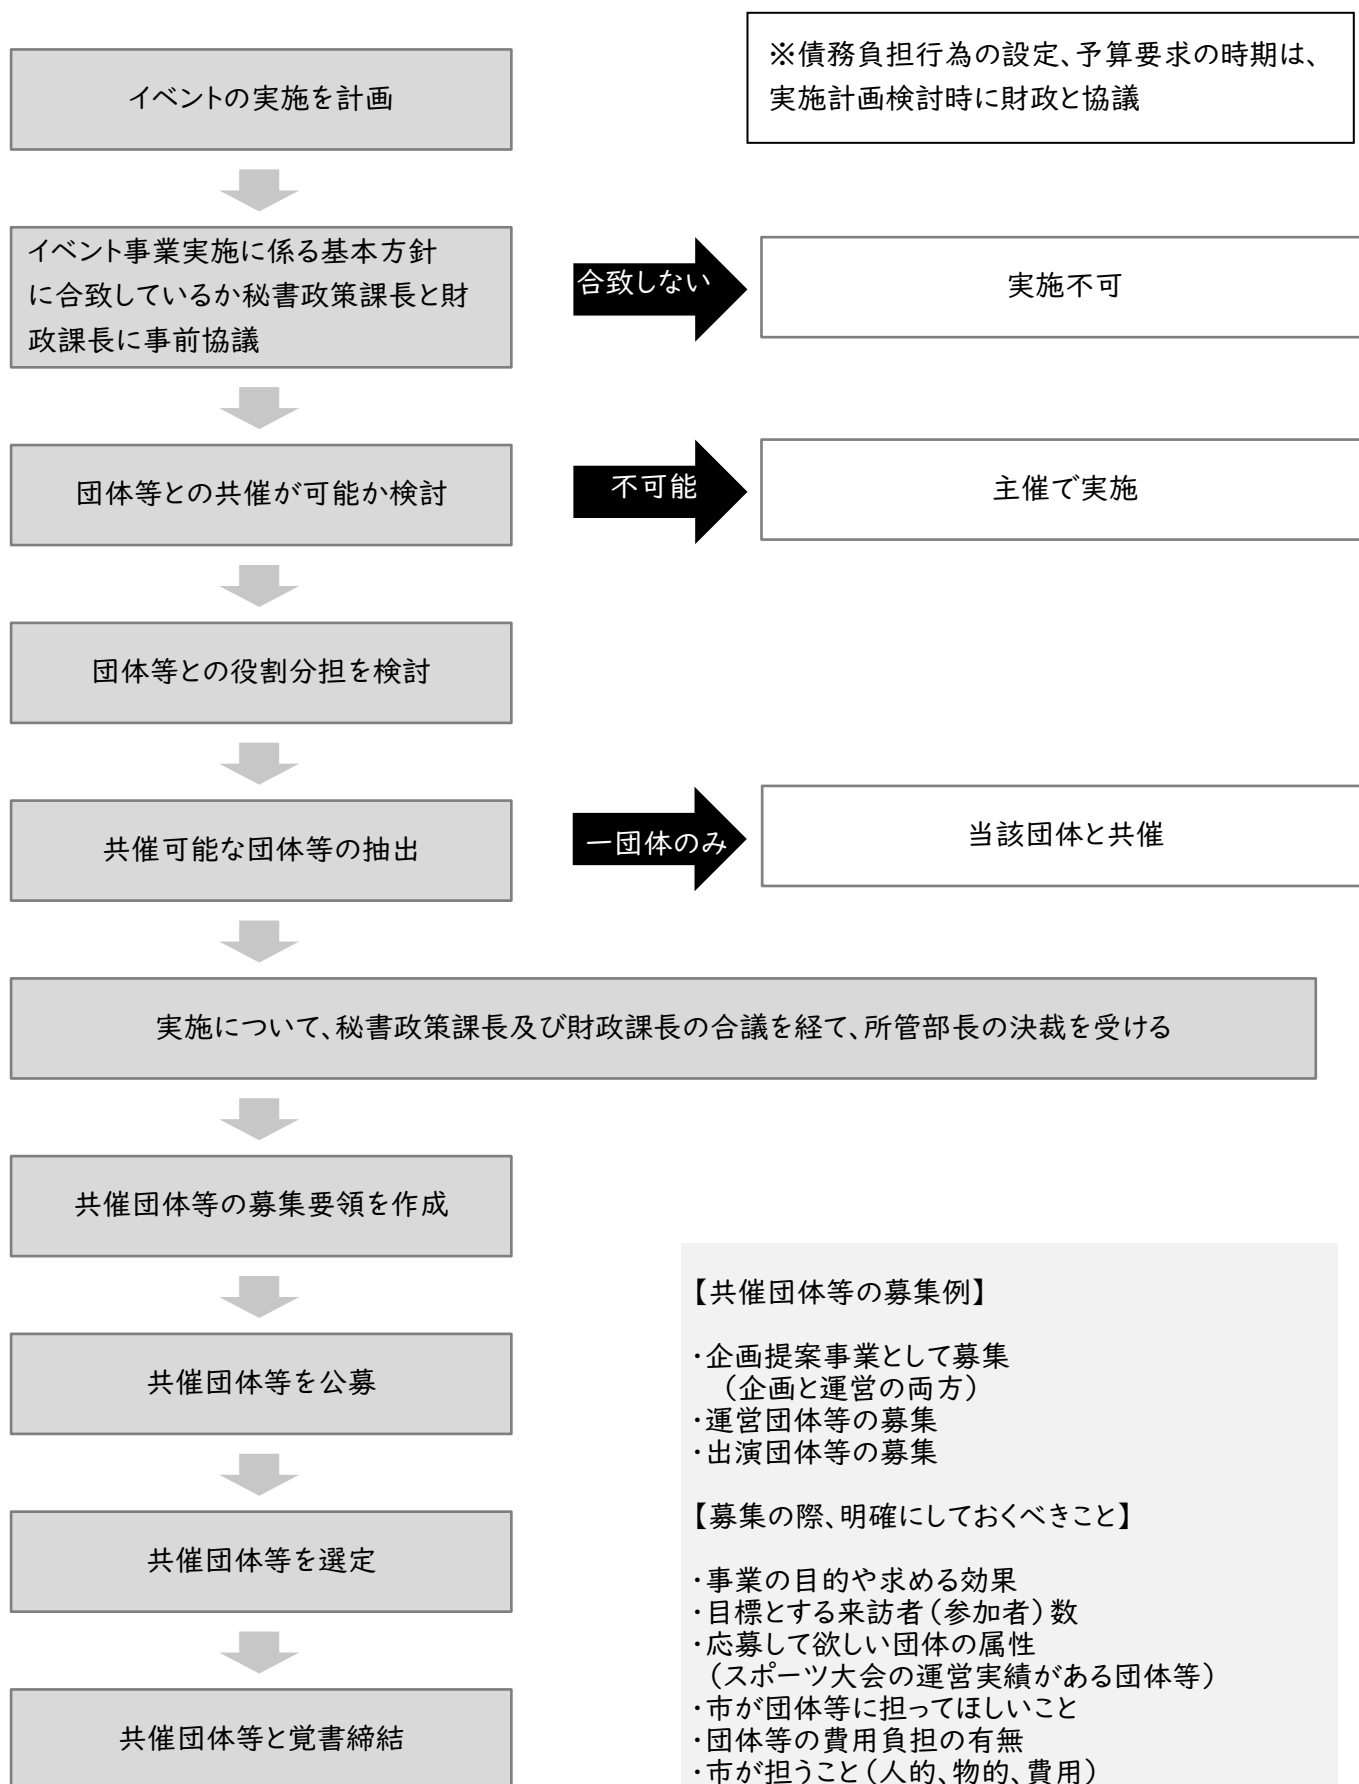 ※債務負担行為の設定、予算要求の時期は、
実施計画検討時に財政と協議
イベントの実施を計画
イベント事業実施に係る基本方針
に合致しているか秘書政策課長と財
政課長に事前協議
合致しない
実施不可
団体等との共催が可能か検討
不可能
主催で実施
団体等との役割分担を検討
共催可能な団体等の抽出
一団体のみ
当該団体と共催
実施について、秘書政策課長及び財政課長の合議を経て、所管部長の決裁を受ける
共催団体等の募集要領を作成
共催団体等を公募
共催団体等を選定
共催団体等と覚書締結
【共催団体等の募集例】
・企画提案事業として募集
（企画と運営の両方）
・運営団体等の募集
・出演団体等の募集
【募集の際、明確にしておくべきこと】
・事業の目的や求める効果
・目標とする来訪者（参加者）数
・応募して欲しい団体の属性
（スポーツ大会の運営実績がある団体等）
・市が団体等に担ってほしいこと
・団体等の費用負担の有無
・市が担うこと（人的、物的、費用）